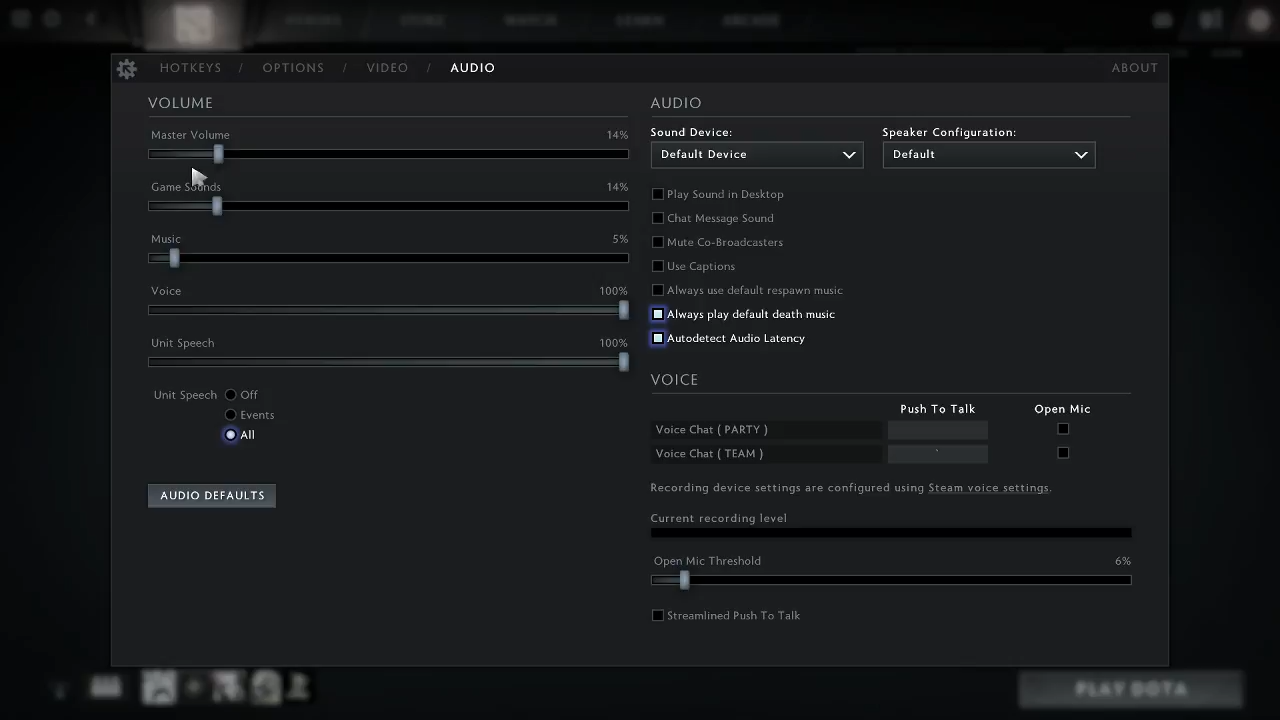 HOTKEYS / OPTIONS / VIDEO / AUDIO ABOUT
VOLUME
Master Volume 14%
Game Sounds 14%
Music 5%
Voice 100%
Unit Speech 100%
Unit Speech Off
Events
All
AUDIO DEFAULTS
AUDIO
Sound Device: Speaker Configuration:
Default Device Default
Play Sound in Desktop
Chat Message Sound
Mute Co-Broadcasters
Use Captions
Always use default respawn music
Always play default death music
Autodetect Audio Latency
VOICE
Push To Talk Open Mic
Voice Chat ( PARTY )
Voice Chat ( TEAM ) '
Recording device settings are configured using Steam voice settings.
Current recording level
Open Mic Threshold 6%
Streamlined Push To Talk
PLAY DOTA